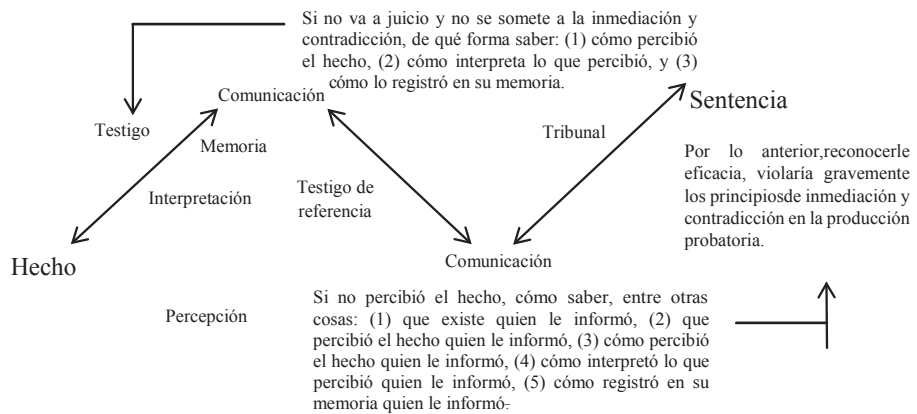 Si no va a juicio y no se somete a la inmediación y
contradicción, de qué forma saber: (1) cómo percibió
el hecho, (2) cómo interpreta lo que percibió, y (3)
cómo lo registró en su memoria.
Comunicación
Sentencia
Testigo
Memoria
Tribunal
Interpretación
Testigo de
referencia
Por lo anterior,reconocerle
eficacia, violaría gravemente
los principiosde inmediación y
contradicción en la producción
probatoria.
Hecho
Comunicación
Percepción
Si no percibió el hecho, cómo saber, entre otras
cosas: (1) que existe quien le informó, (2) que
percibió el hecho quien le informó, (3) cómo percibió
el hecho quien le informó, (4) cómo interpretó lo que
percibió quien le informó, (5) cómo registró en su
memoria quien le informó.